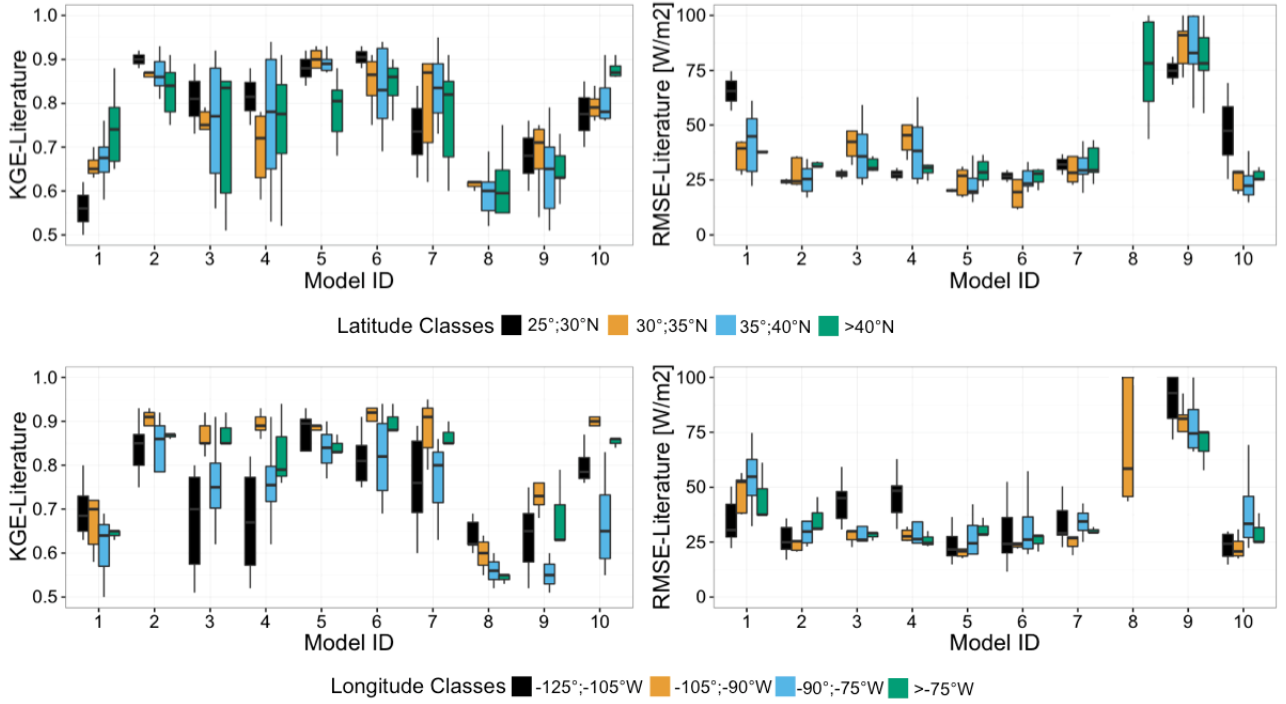 KGE-Literature
1.0
0.9
0.8
0.7
0.6
0.5
1 2 3 4 5 6 7 8 9 10
Model ID
RMSE-Literature [W/m2]
100
75
50
25
0
1 2 3 4 5 6 7 8 9 10
Model ID
Latitude Classes 25°;30°N 30°;35°N 35°;40°N >40°N
KGE-Literature
1.0
0.9
0.8
0.7
0.6
0.5
1 2 3 4 5 6 7 8 9 10
Model ID
RMSE-Literature [W/m2]
100
75
50
25
0
1 2 3 4 5 6 7 8 9 10
Model ID
Longitude Classes -125°;-105°W -105°;-90°W -90°;-75°W >-75°W